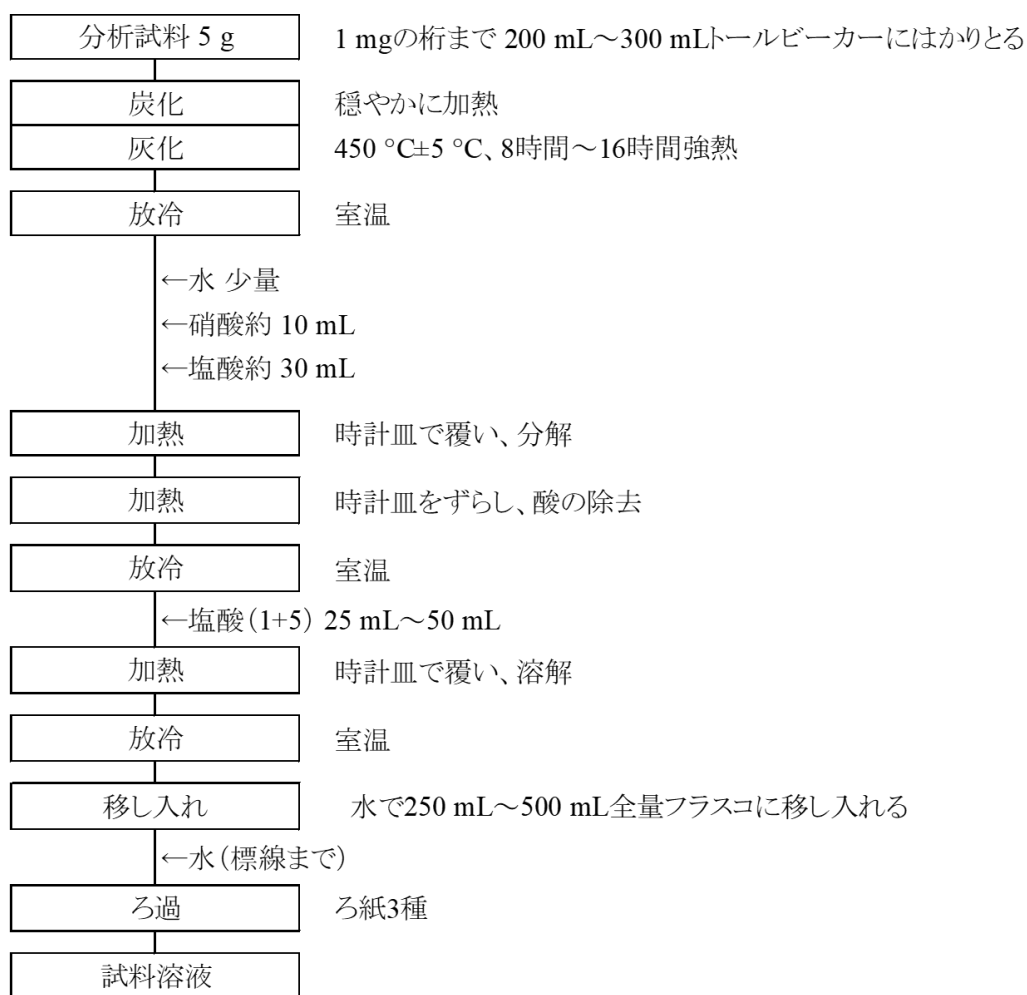 分析試料 5 g　1 mgの桁まで 200 mL～300 mLトールビーカーにはかりとる
炭化　穏やかに加熱
灰化　450 °C±5 °C、8時間～16時間強熱
放冷　室温
←水 少量
←硝酸約 10 mL
←塩酸約 30 mL
加熱　時計皿で覆い、分解
加熱　時計皿をずらし、酸の除去
放冷　室温
←塩酸（1+5） 25 mL～50 mL
加熱　時計皿で覆い、溶解
放冷　室温
移し入れ　水で250 mL～500 mL全量フラスコに移し入れる
←水（標線まで）
ろ過　ろ紙3種
試料溶液